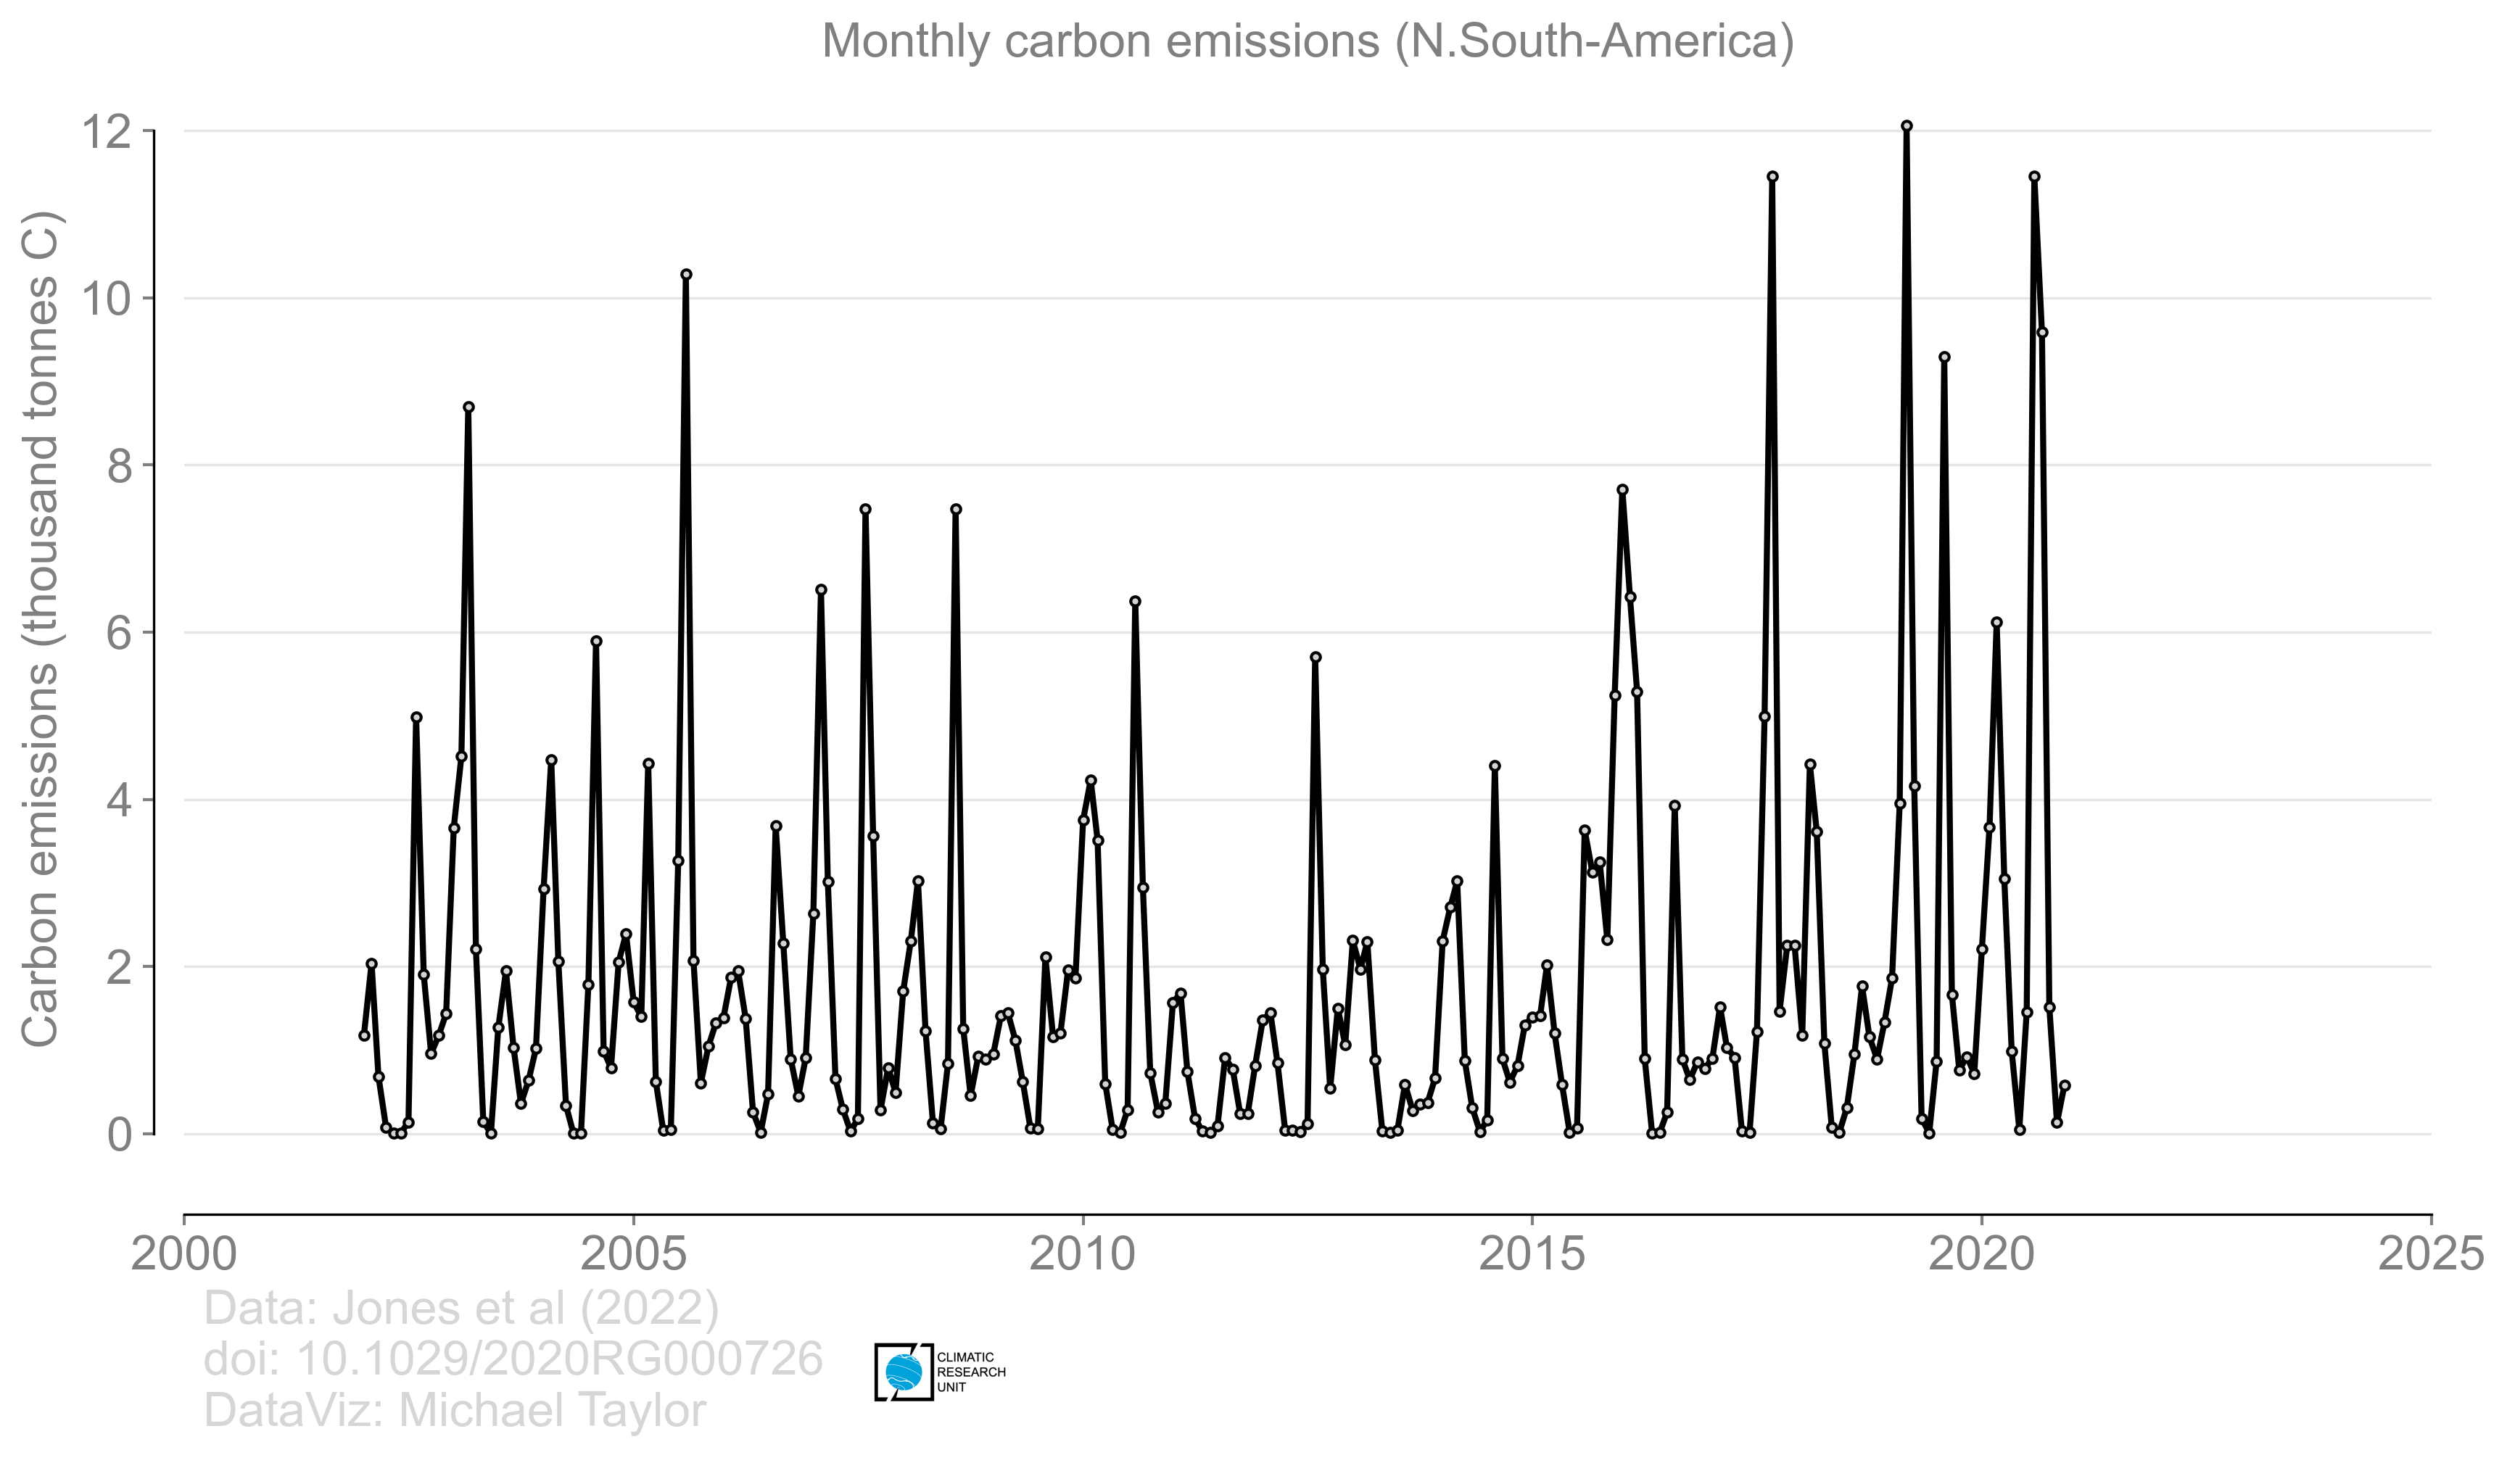 Monthly carbon emissions (N.South-America)
Carbon emissions (thousand tonnes C)
12
10
8
6
4
2
0
2000
2005
2010
2015
2020
2025
Data: Jones et al (2022)
doi: 10.1029/2020RG000726
DataViz: Michael Taylor
CLIMATIC
RESEARCH
UNIT